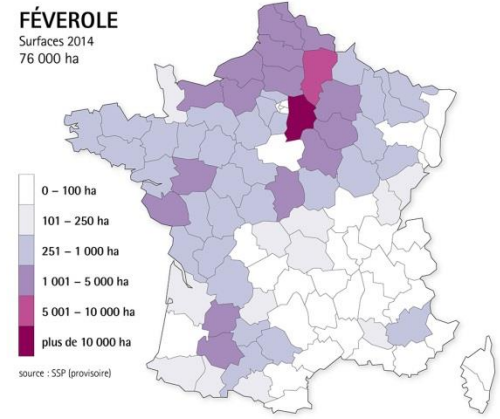 FÉVEROLE
Surfaces 2014
76 000 ha
0 – 100 ha
101 – 250 ha
251 – 1 000 ha
1 001 – 5 000 ha
5 001 – 10 000 ha
plus de 10 000 ha
source : SSP (provisoire)